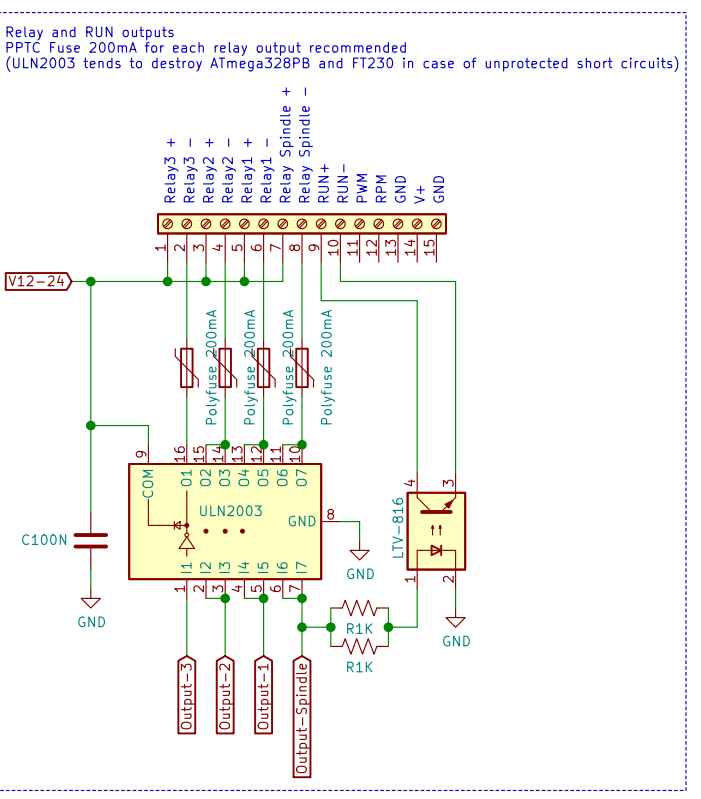 Relay and RUN outputs
PPTC Fuse 200mA for each relay output recommended
(ULN2003 tends to destroy ATmega328PB and FT230 in case of unprotected short circuits)
Relay3 +
Relay3 -
Relay2 +
Relay2 -
Relay1 +
Relay1 -
Relay Spindle +
Relay Spindle -
RUN+
RUN-
PWM
RPM
GND
V+
GND
1
2
3
4
5
6
7
8
9
10
11
12
13
14
15
V12-24
Polyfuse 200mA
Polyfuse 200mA
Polyfuse 200mA
Polyfuse 200mA
9
16
15
14
13
12
11
10
COM
O1
O2
O3
O4
O5
O6
O7
ULN2003
GND
8
GND
I1
I2
I3
I4
I5
I6
I7
1
2
3
4
5
6
7
C100N
GND
4
3
LTV-816
1
2
GND
R1K
R1K
Output-3
Output-2
Output-1
Output-Spindle